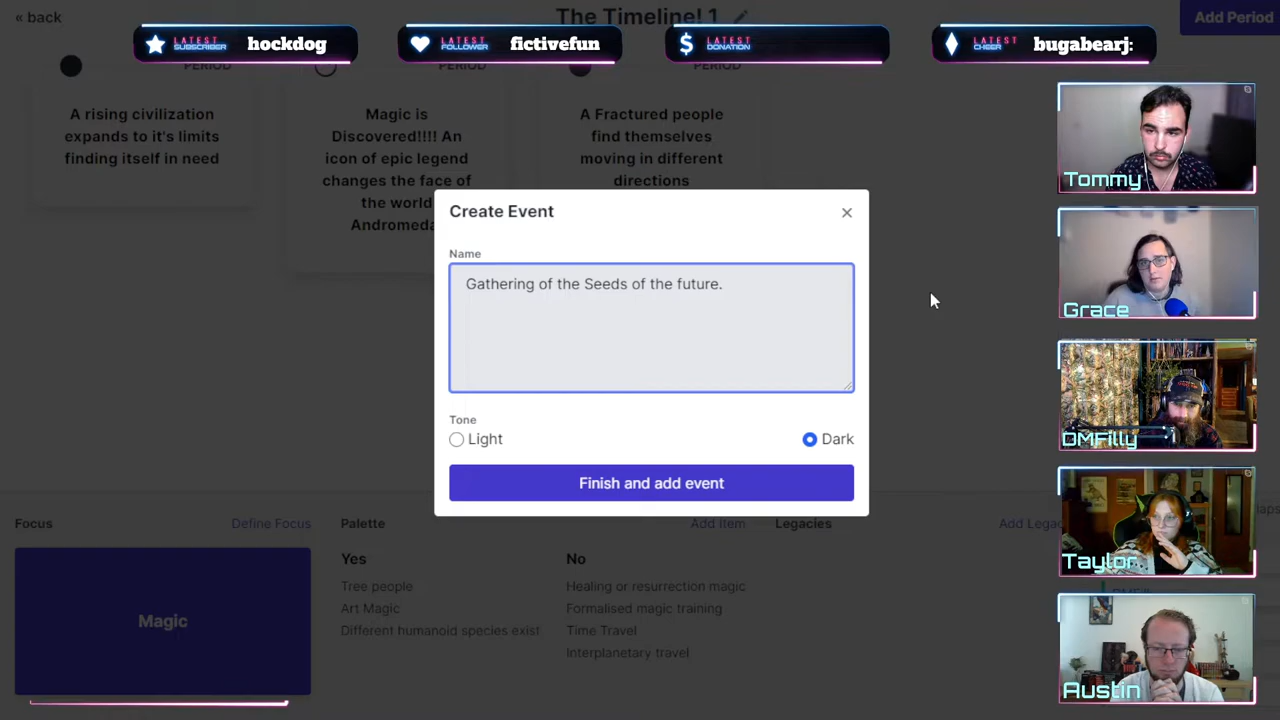 « back
The Timeline! 1
Add Period
LATEST SUBSCRIBER hockdog
LATEST FOLLOWER fictivefun
LATEST DONATION
LATEST CHEER bugabearj:
PERIOD
PERIOD
PERIOD
A rising civilization
expands to it's limits
finding itself in need
Magic is
Discovered!!!! An
icon of epic legend
changes the face of
the world
Andromeda
A Fractured people
find themselves
moving in different
directions
Create Event
×
Name
Gathering of the Seeds of the future.
Tone
Light
Dark
Finish and add event
Tommy
Grace
DMFilly
Taylor
Austin
Focus
Define Focus
Magic
Palette
Add Item
Yes
Tree people
Art Magic
Different humanoid species exist
No
Healing or resurrection magic
Formalised magic training
Time Travel
Interplanetary travel
Legacies
Add Legac
DMFilly